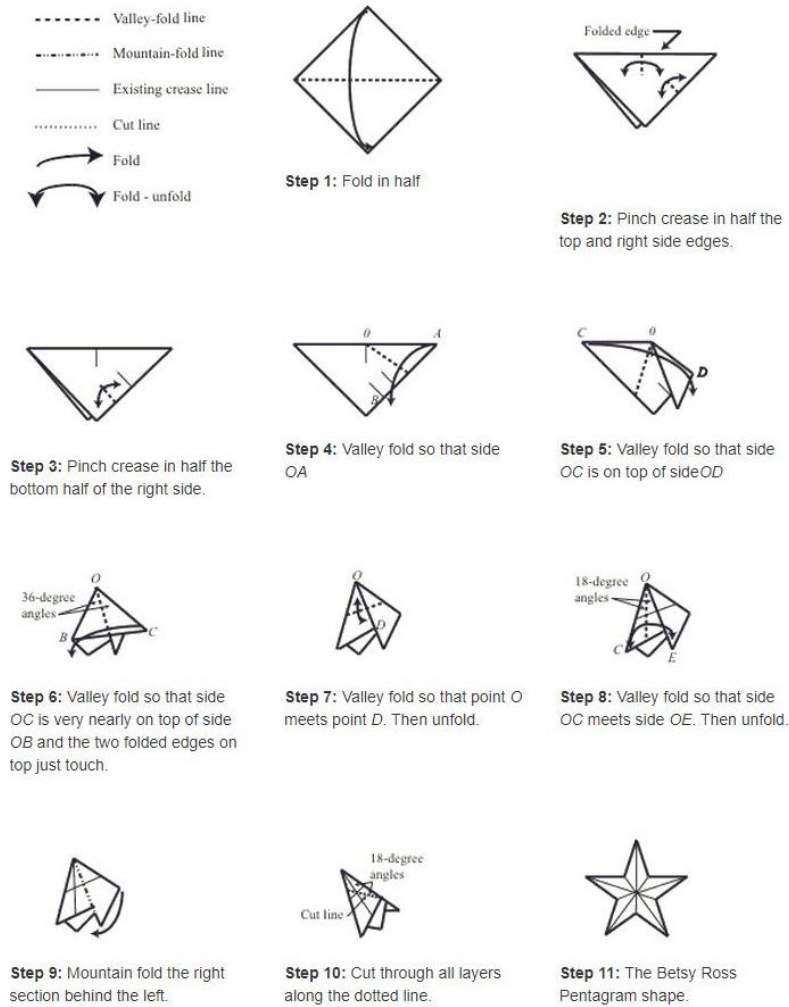 Valley-fold line
Mountain-fold line
Existing crease line
Cut line
Fold
Fold - unfold
Step 1: Fold in half
Folded edge
Step 2: Pinch crease in half the
top and right side edges.
Step 3: Pinch crease in half the
bottom half of the right side.
0
A
B
Step 4: Valley fold so that side
OA
C
0
D
Step 5: Valley fold so that side
OC is on top of sideOD
36-degree
angles
O
B
C
Step 6: Valley fold so that side
OC is very nearly on top of side
OB and the two folded edges on
top just touch.
O
D
Step 7: Valley fold so that point O
meets point D. Then unfold.
18-degree
angles
O
C
E
Step 8: Valley fold so that side
OC meets side OE. Then unfold.
Step 9: Mountain fold the right
section behind the left.
18-degree
angles
Cut line
Step 10: Cut through all layers
along the dotted line.
Step 11: The Betsy Ross
Pentagram shape.